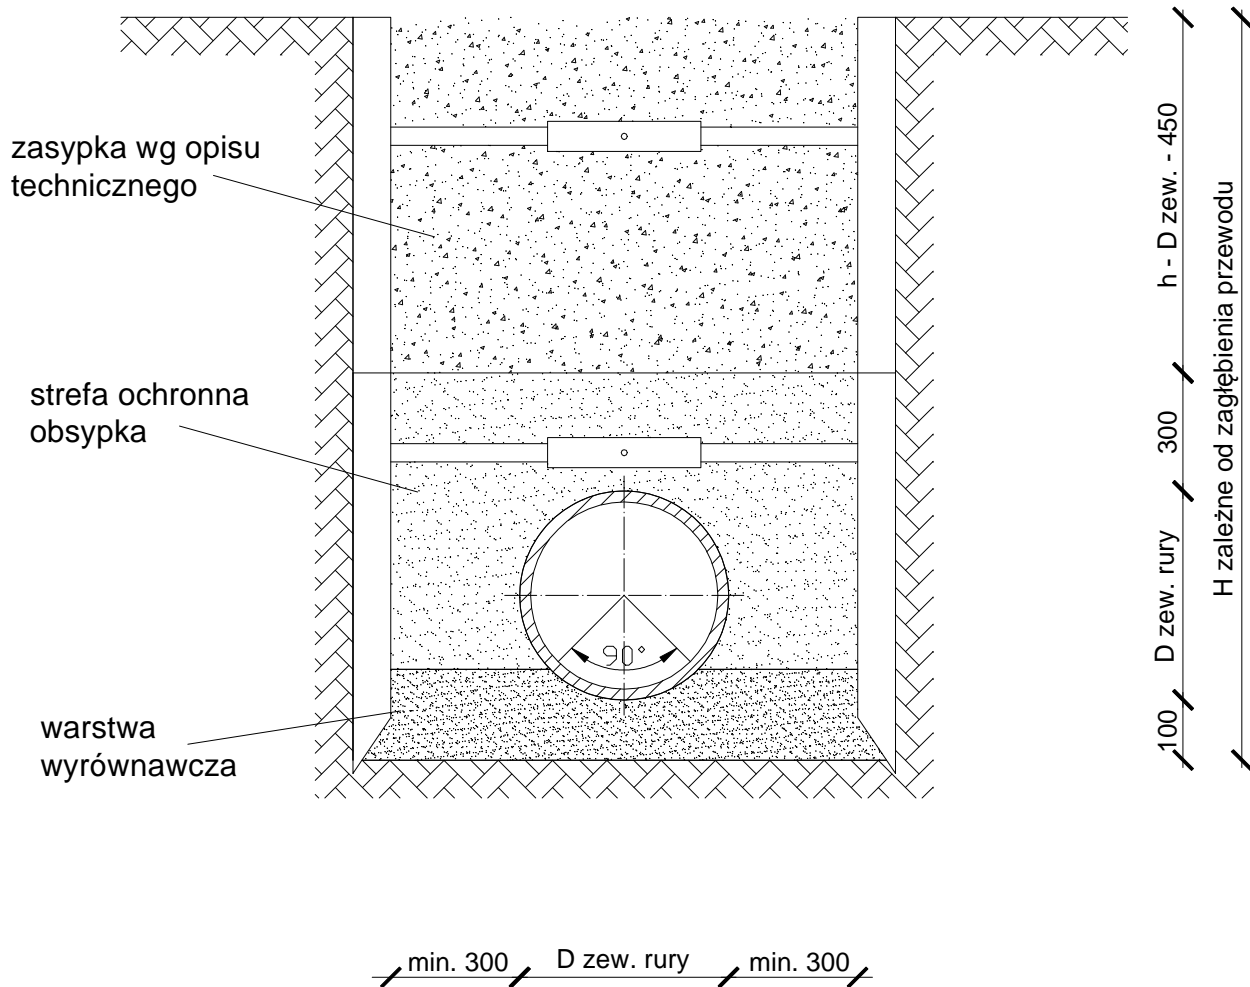 zasypka wg opisu
technicznego
strefa ochronna
obsypka
warstwa
wyrównawcza
90°
h - D zew. - 450
300
D zew. rury
100
H zależne od zagłębienia przewodu
min. 300
D zew. rury
min. 300